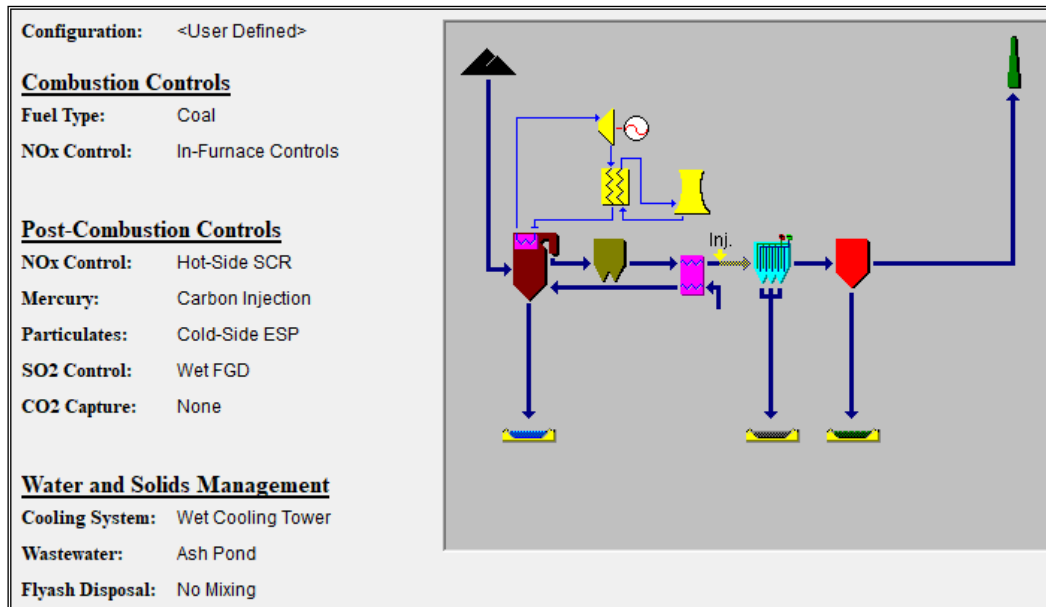 Configuration: <User Defined>
Combustion Controls
Fuel Type: Coal
NOx Control: In-Furnace Controls
Post-Combustion Controls
NOx Control: Hot-Side SCR
Mercury: Carbon Injection
Particulates: Cold-Side ESP
SO2 Control: Wet FGD
CO2 Capture: None
Water and Solids Management
Cooling System: Wet Cooling Tower
Wastewater: Ash Pond
Flyash Disposal: No Mixing
Inj.